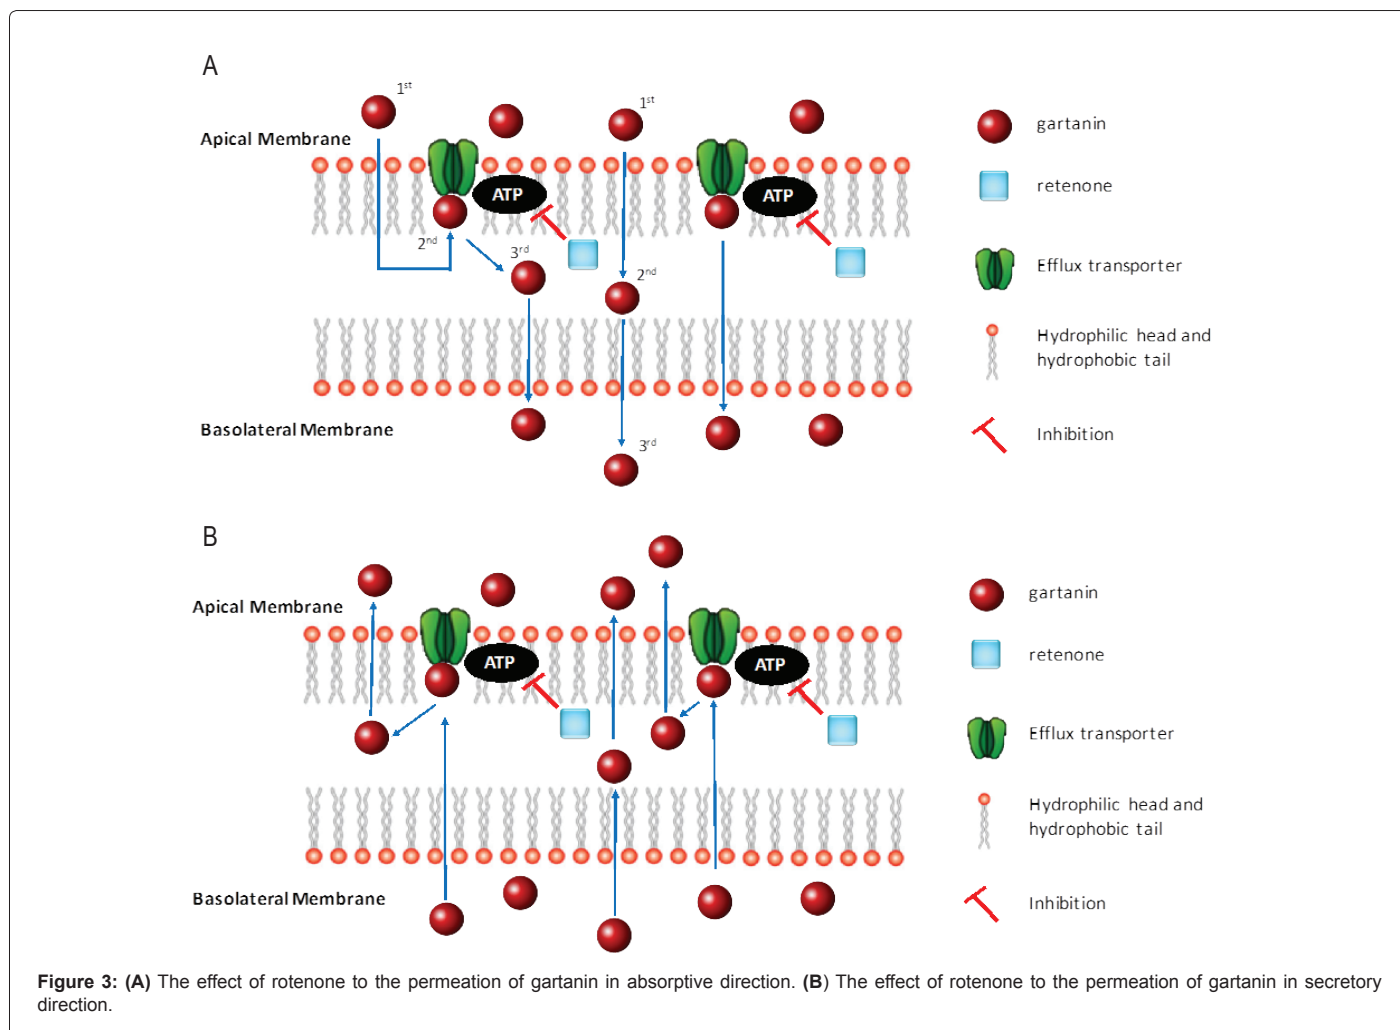 A
1st
1st
Apical Membrane
ATP
ATP
2nd
3rd
2nd
Basolateral Membrane
3rd
gartanin
retenone
Efflux transporter
Hydrophilic head and
hydrophobic tail
Inhibition
B
Apical Membrane
ATP
ATP
Basolateral Membrane
gartanin
retenone
Efflux transporter
Hydrophilic head and
hydrophobic tail
Inhibition
Figure 3: (A) The effect of rotenone to the permeation of gartanin in absorptive direction. (B) The effect of rotenone to the permeation of gartanin in secretory
direction.